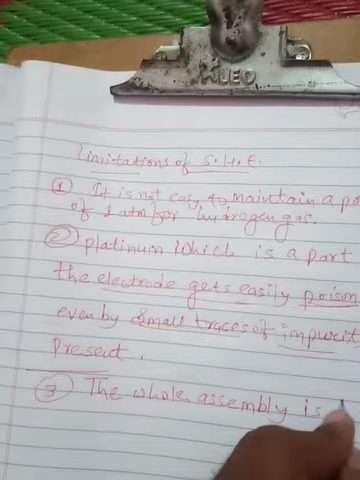 KUEO
Limitations of S.H.E.
① It is not easy to maintain a
of 1 atm for hydrogen gas.
② platinum which is a part
the electrode gets easily poison
even by small traces of impurit
Present.
③ The whole assembly is